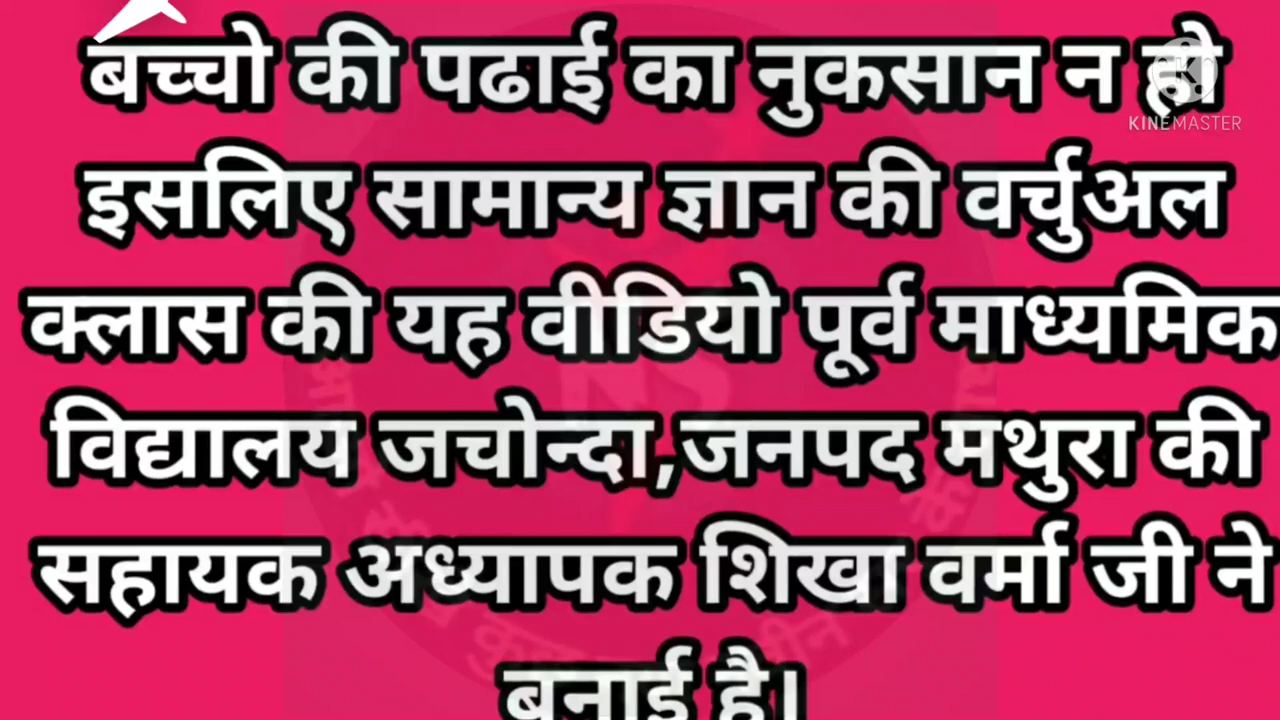 बच्चो की पढाई का नुकसान न हो
KINEMASTER
इसलिए सामान्य ज्ञान की वर्चुअल
क्लास की यह वीडियो पूर्व माध्यमिक
विद्यालय जचोन्दा,जनपद मथुरा की
सहायक अध्यापक शिखा वर्मा जी ने
बनाई है।